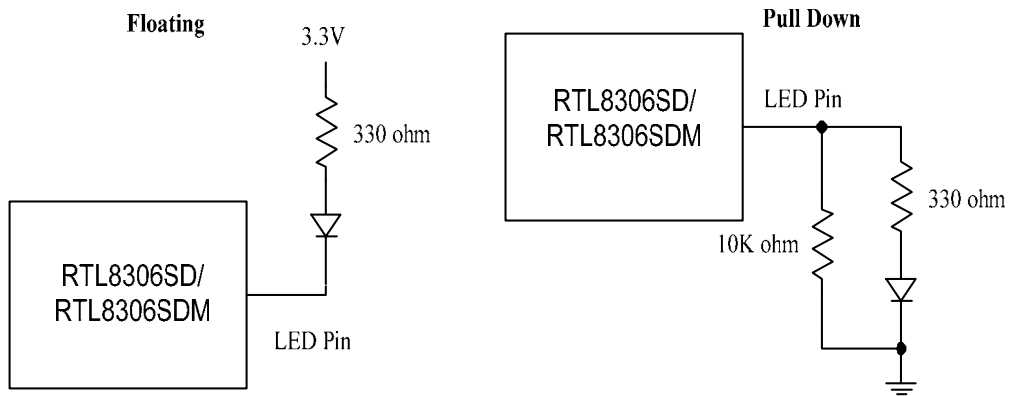 Floating
3.3V
330 ohm
RTL8306SD/
RTL8306SDM
LED Pin
Pull Down
RTL8306SD/
RTL8306SDM
LED Pin
330 ohm
10K ohm